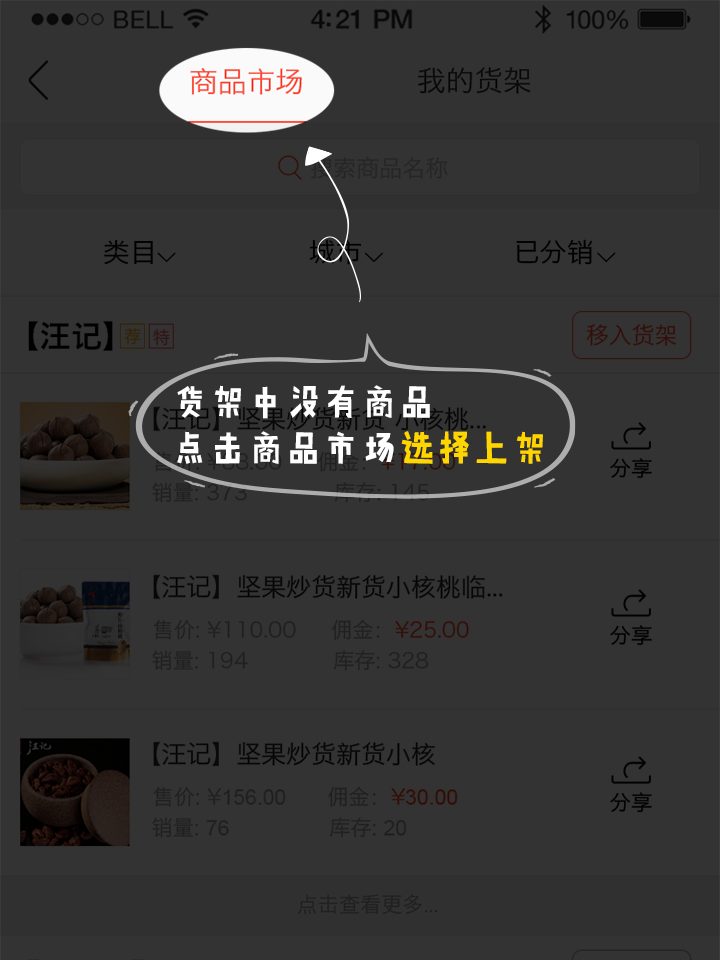 BELL 4:21 PM 100%
商品市场 我的货架
搜索商品名称
类目 城市 已分销
【汪记】 荐 特 移入货架
货架中没有商品
点击商品市场选择上架
【汪记】坚果炒货新货 小核桃...
佣金: ¥17.00
分享
销量: 373 库存: 145
【汪记】坚果炒货新货小核桃临...
售价: ¥110.00 佣金: ¥25.00
分享
销量: 194 库存: 328
汪记
【汪记】坚果炒货新货小核
售价: ¥156.00 佣金: ¥30.00
分享
销量: 76 库存: 20
点击查看更多...